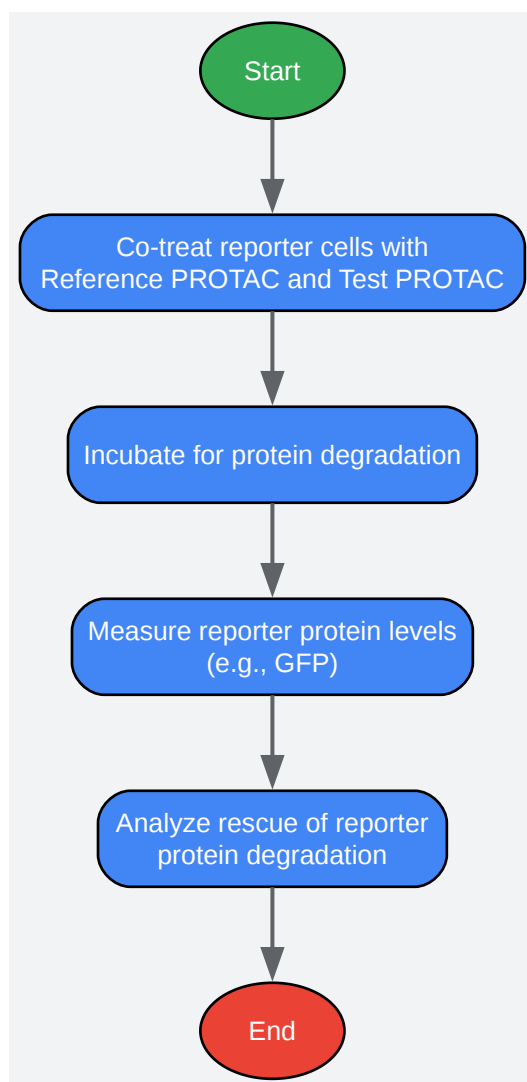 Start
Co-treat reporter cells with
Reference PROTAC and Test PROTAC
Incubate for protein degradation
Measure reporter protein levels
(e.g., GFP)
Analyze rescue of reporter
protein degradation
End